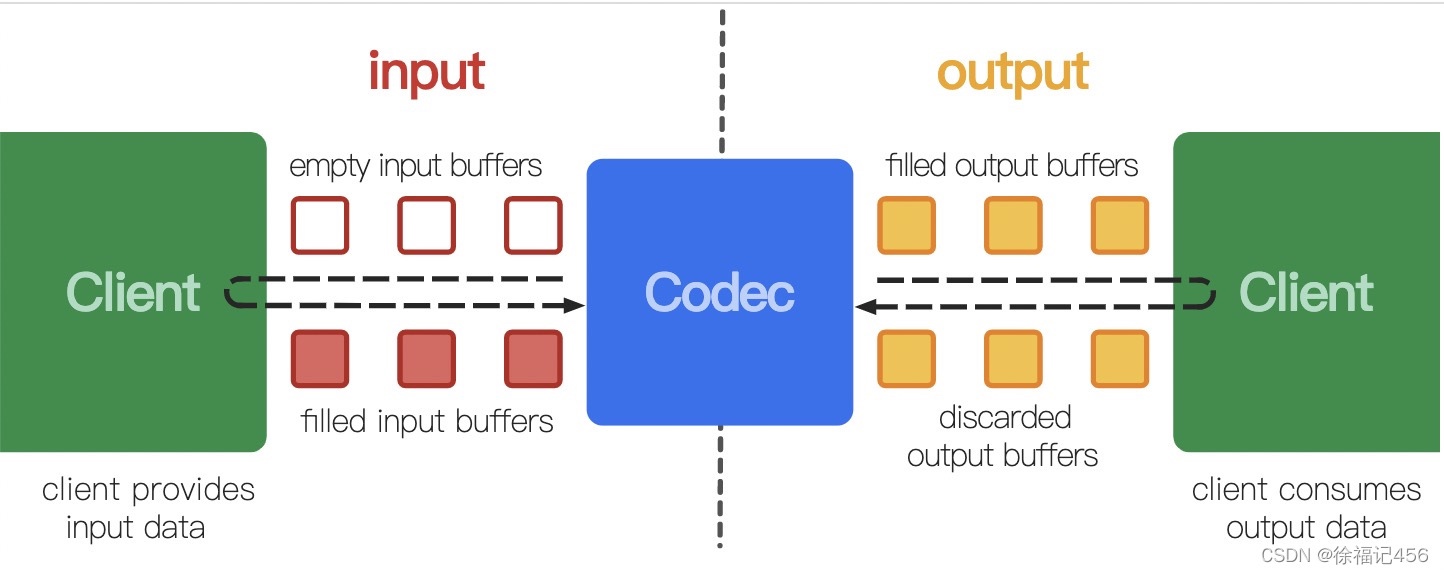 input
output
empty input buffers
filled output buffers
Client
Codec
Client
filled input buffers
discarded
output buffers
client provides
input data
client consumes
output data
CSDN @徐福记456